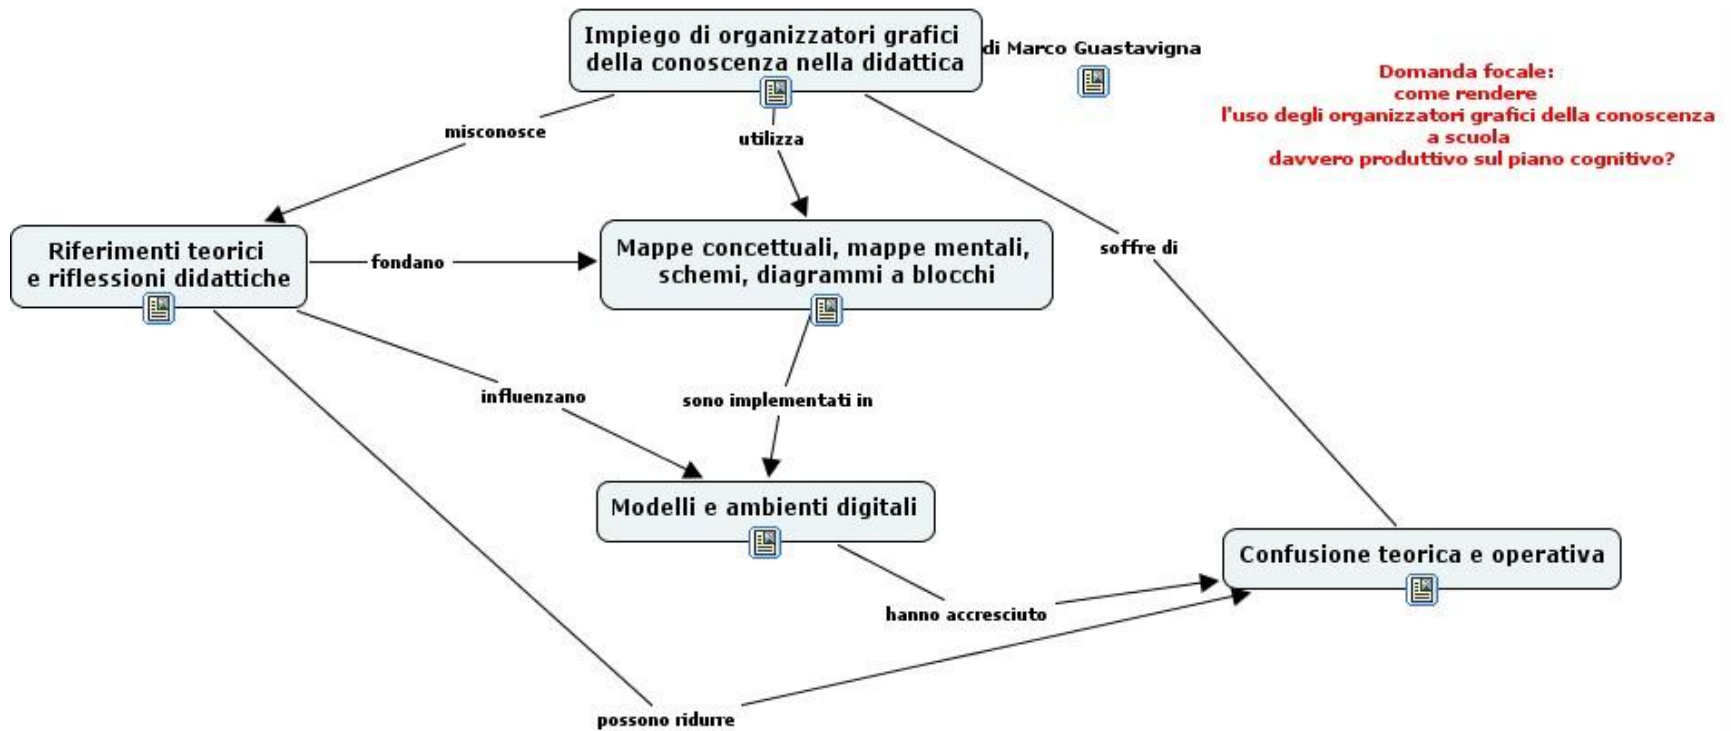 Impiego di organizzatori grafici
della conoscenza nella didattica
di Marco Guastavigna
Domanda focale:
come rendere
l'uso degli organizzatori grafici della conoscenza
a scuola
davvero produttivo sul piano cognitivo?
misconosce
utilizza
soffre di
Riferimenti teorici
e riflessioni didattiche
fondano
Mappe concettuali, mappe mentali,
schemi, diagrammi a blocchi
influenzano
sono implementati in
Modelli e ambienti digitali
Confusione teorica e operativa
hanno accresciuto
possono ridurre